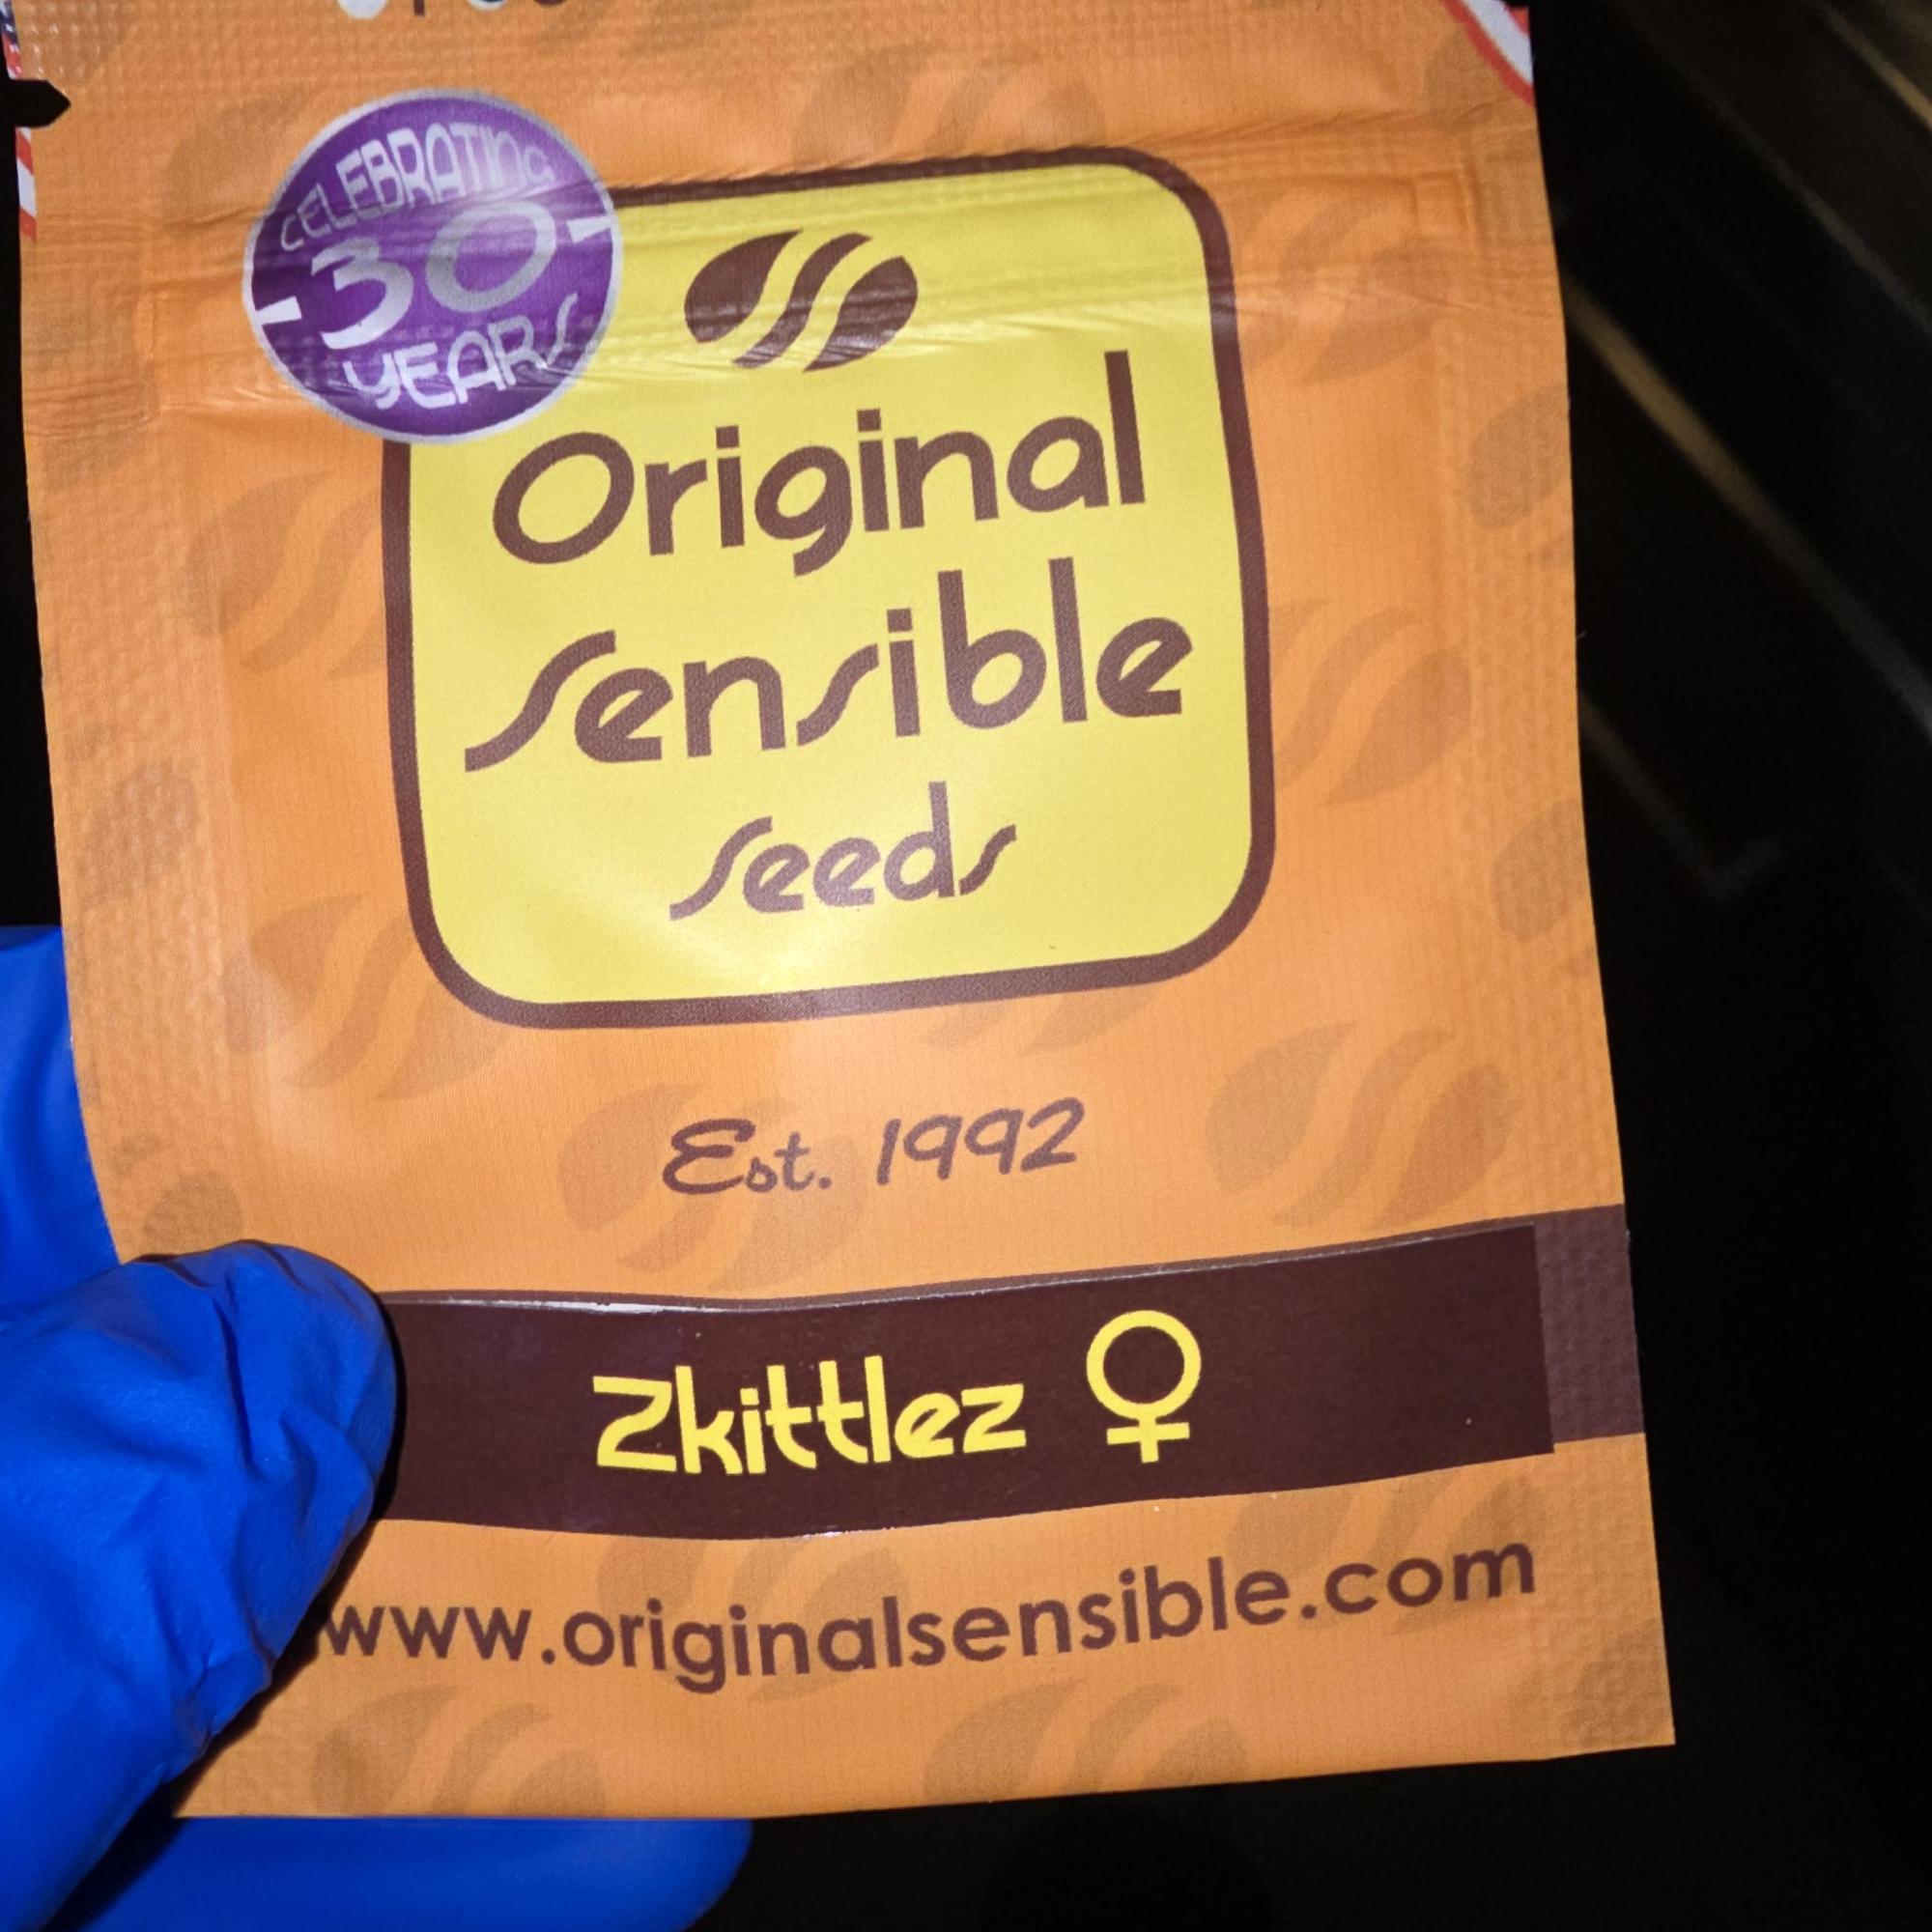 CELEBRATING
30
YEARS
Original
Sensible
Seeds
Est. 1992
Zkittlez ♀
www.originalsensible.com